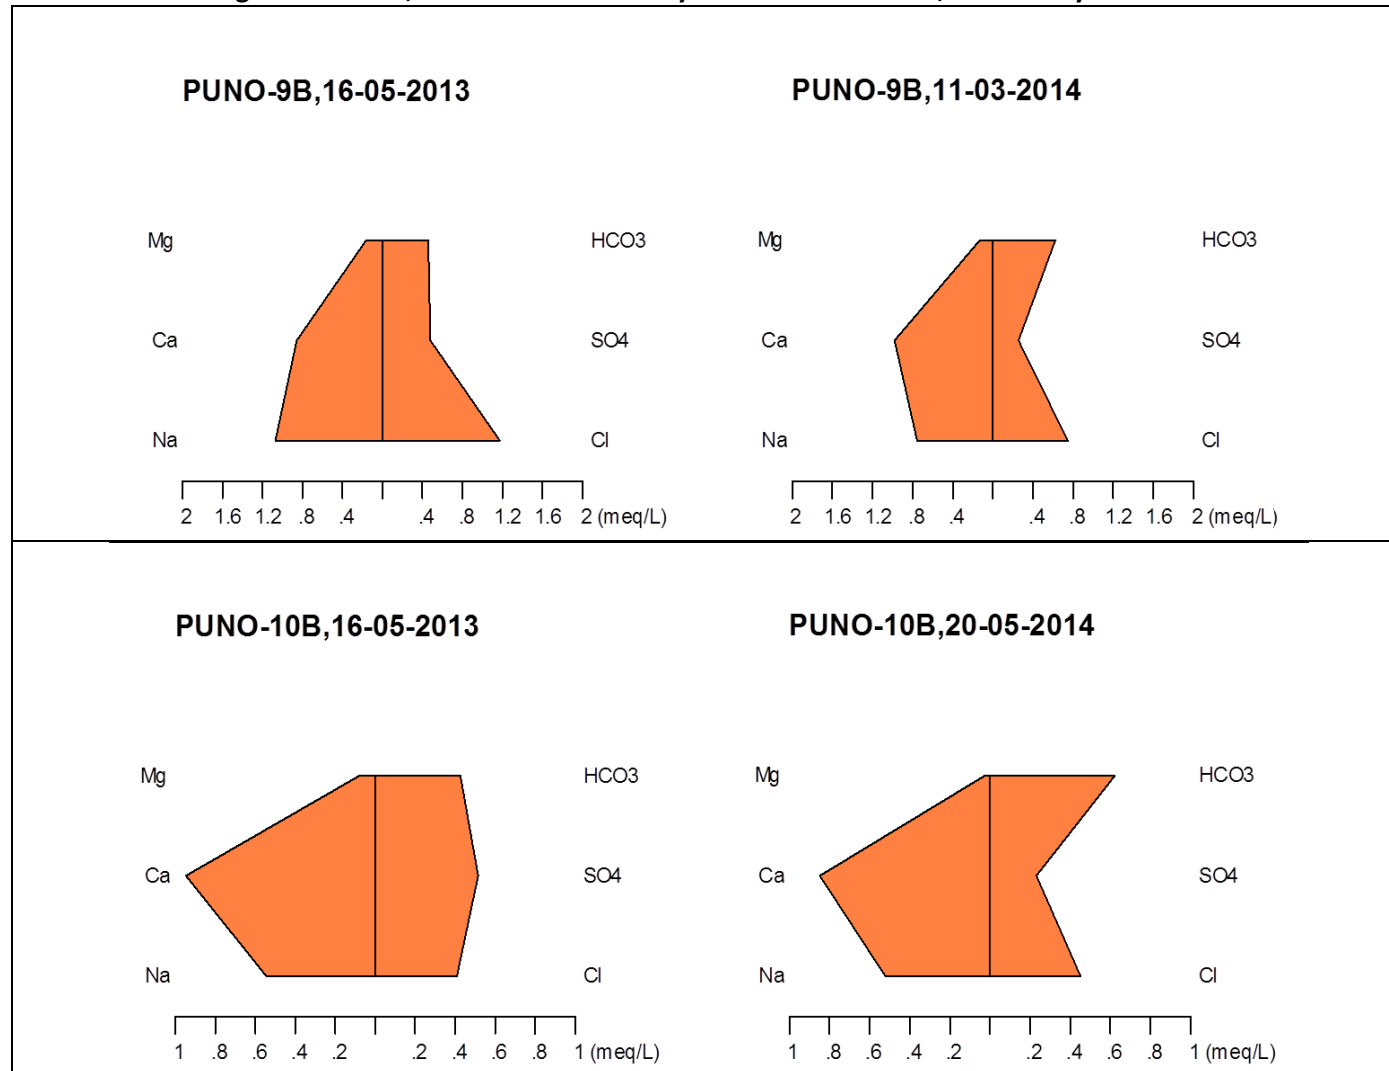 PUNO-9B,16-05-2013
PUNO-9B,11-03-2014
Mg HCO3
Ca SO4
Na Cl
2 1.6 1.2 .8 .4 .4 .8 1.2 1.6 2 (meq/L)
Mg HCO3
Ca SO4
Na Cl
2 1.6 1.2 .8 .4 .4 .8 1.2 1.6 2 (meq/L)
PUNO-10B,16-05-2013
PUNO-10B,20-05-2014
Mg HCO3
Ca SO4
Na Cl
1 .8 .6 .4 .2 .2 .4 .6 .8 1 (meq/L)
Mg HCO3
Ca SO4
Na Cl
1 .8 .6 .4 .2 .2 .4 .6 .8 1 (meq/L)